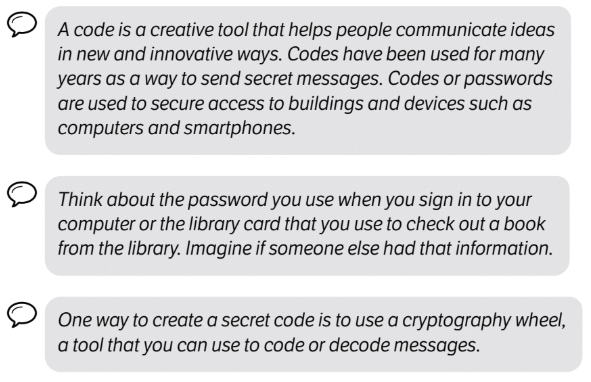 A code is a creative tool that helps people communicate ideas
in new and innovative ways. Codes have been used for many
years as a way to send secret messages. Codes or passwords
are used to secure access to buildings and devices such as
computers and smartphones.
Think about the password you use when you sign in to your
computer or the library card that you use to check out a book
from the library. Imagine if someone else had that information.
One way to create a secret code is to use a cryptography wheel,
a tool that you can use to code or decode messages.